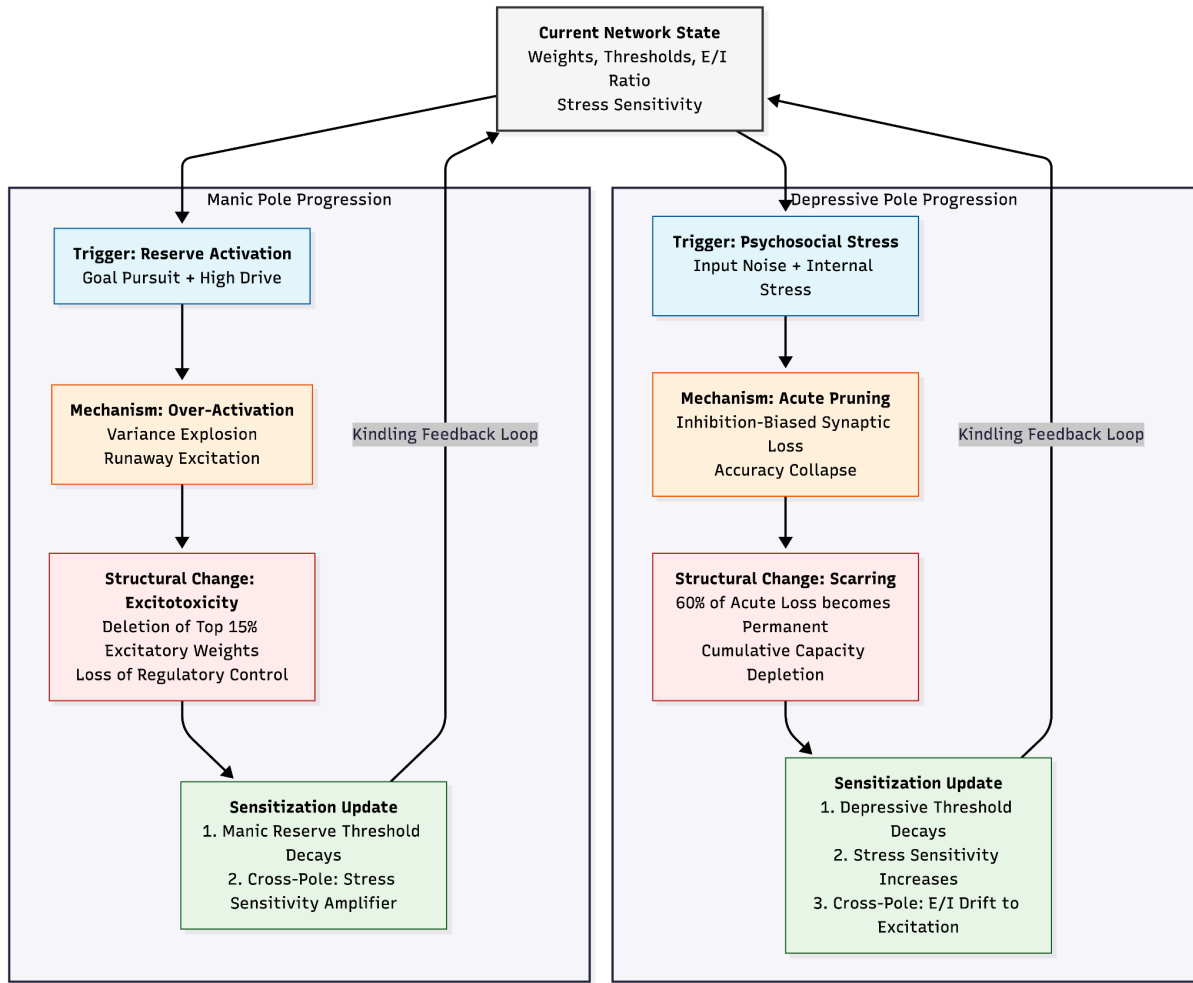 Current Network State
Weights, Thresholds, E/I
Ratio
Stress Sensitivity
Manic Pole Progression
Trigger: Reserve Activation
Goal Pursuit + High Drive
Mechanism: Over-Activation
Variance Explosion
Runaway Excitation
Kindling Feedback Loop
Structural Change:
Excitotoxicity
Deletion of Top 15%
Excitatory Weights
Loss of Regulatory Control
Sensitization Update
1. Manic Reserve Threshold
Decays
2. Cross-Pole: Stress
Sensitivity Amplifier
Depressive Pole Progression
Trigger: Psychosocial Stress
Input Noise + Internal
Stress
Mechanism: Acute Pruning
Inhibition-Biased Synaptic
Loss
Accuracy Collapse
Kindling Feedback Loop
Structural Change: Scarring
60% of Acute Loss becomes
Permanent
Cumulative Capacity
Depletion
Sensitization Update
1. Depressive Threshold
Decays
2. Stress Sensitivity
Increases
3. Cross-Pole: E/I Drift to
Excitation